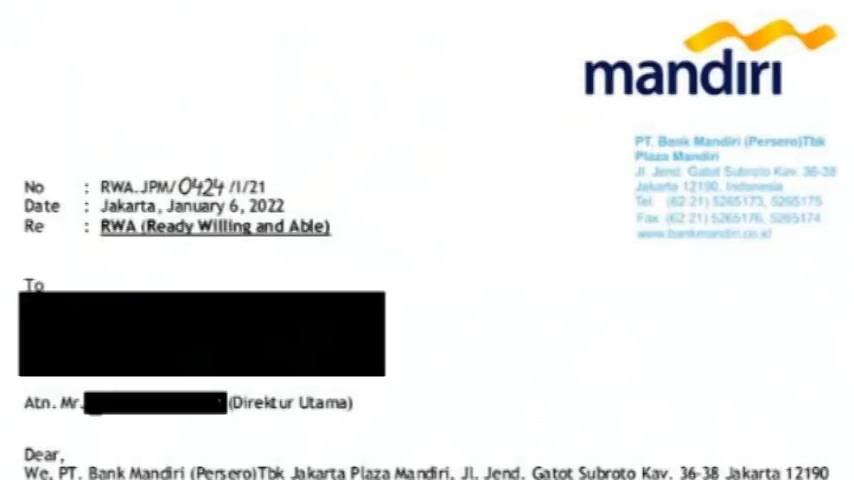 mandiri
PT. Bank Mandiri (Persero)Tbk
Plaza Mandiri
Jl. Jend. Gatot Subroto Kav. 36-38
Jakarta 12190, Indonesia
Tel. (62 21) 5265173, 5265175
Fax (62 21) 5265176, 5265174
www.bankmandiri.co.id
No : RWA.JPM/0424/I/21
Date : Jakarta, January 6, 2022
Re : RWA (Ready Willing and Able)
To
Atn. Mr. (Direktur Utama)
Dear,
We, PT. Bank Mandiri (Persero)Tbk Jakarta Plaza Mandiri, Jl. Jend. Gatot Subroto Kav. 36-38 Jakarta 12190